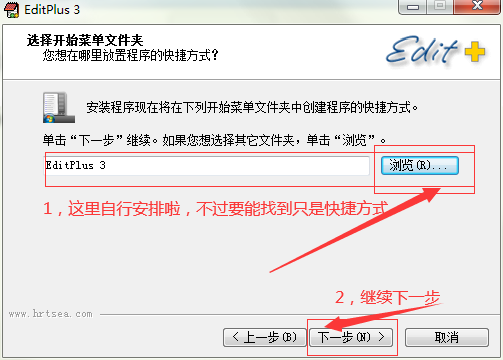 EditPlus 3
选择开始菜单文件夹
您想在哪里放置程序的快捷方式?
Edit +
安装程序现在将在下列开始菜单文件夹中创建程序的快捷方式。
单击“下一步”继续。如果您想选择其它文件夹，单击“浏览”。
EditPlus 3
浏览(R)...
1，这里自行安排啦，不过要能找到只是快捷方式
2，继续下一步
www.hrtsea.com
< 上一步(B)
下一步(N) >
取消